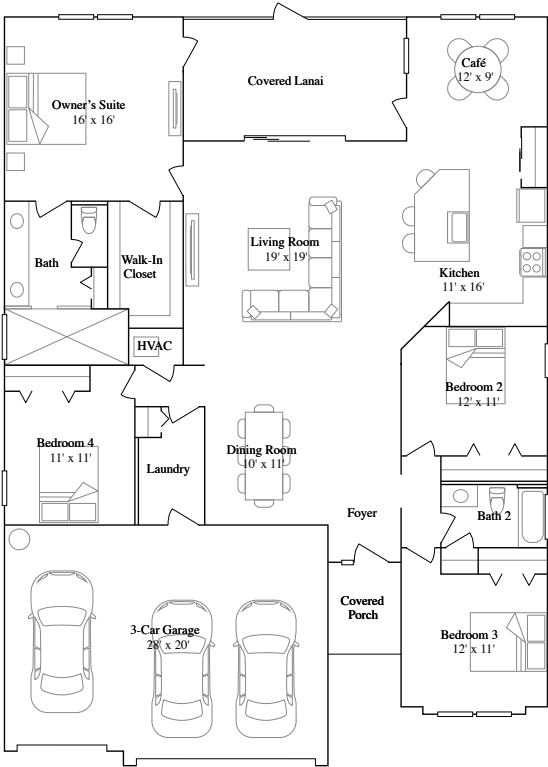 Covered Lanai
Café
12' x 9'
Owner's Suite
16' x 16'
Living Room
19' x 19'
Bath
Walk-In
Closet
Kitchen
11' x 16'
HVAC
Bedroom 2
12' x 11'
Bedroom 4
11' x 11'
Dining Room
10' x 11'
Laundry
Foyer
Bath 2
Covered
Porch
3-Car Garage
28' x 20'
Bedroom 3
12' x 11'